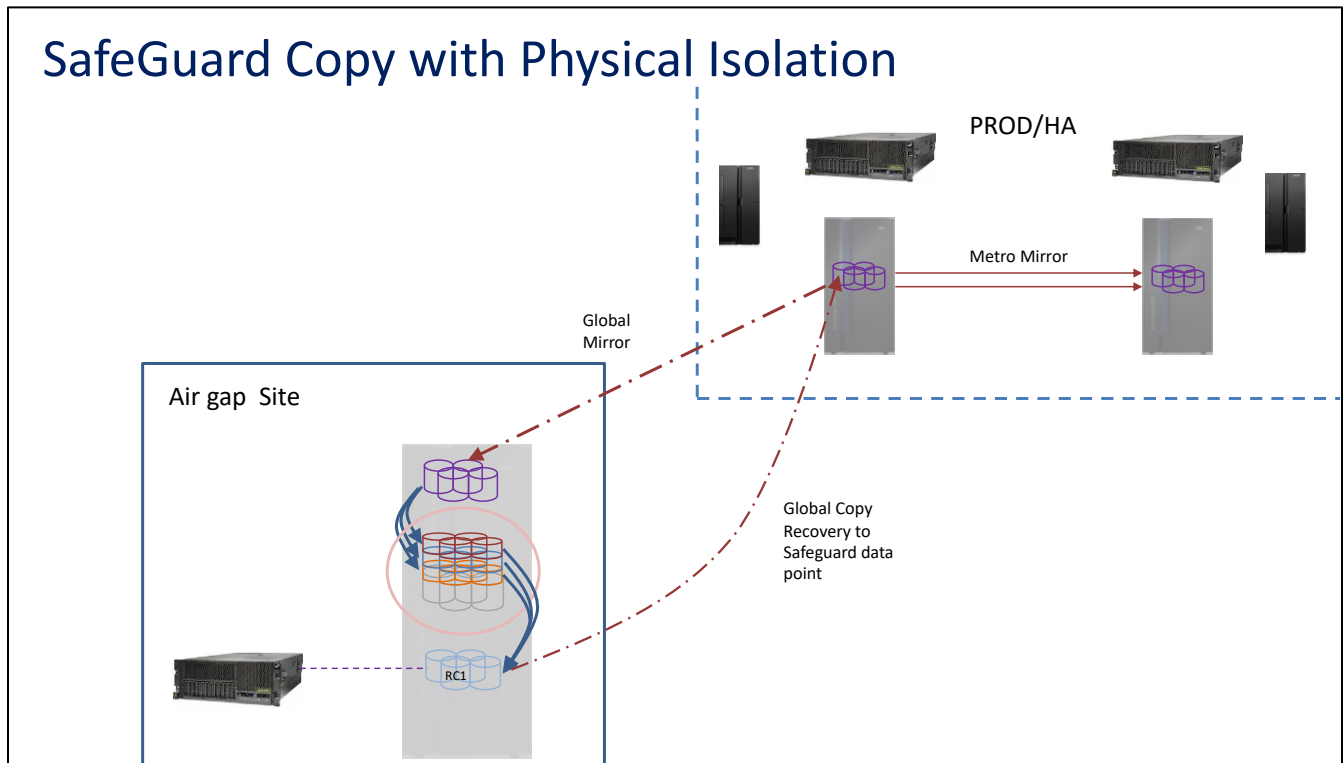 SafeGuard Copy with Physical Isolation
PROD/HA
Metro Mirror
Global
Mirror
Air gap  Site
Global Copy
Recovery to
Safeguard data
point
RC1